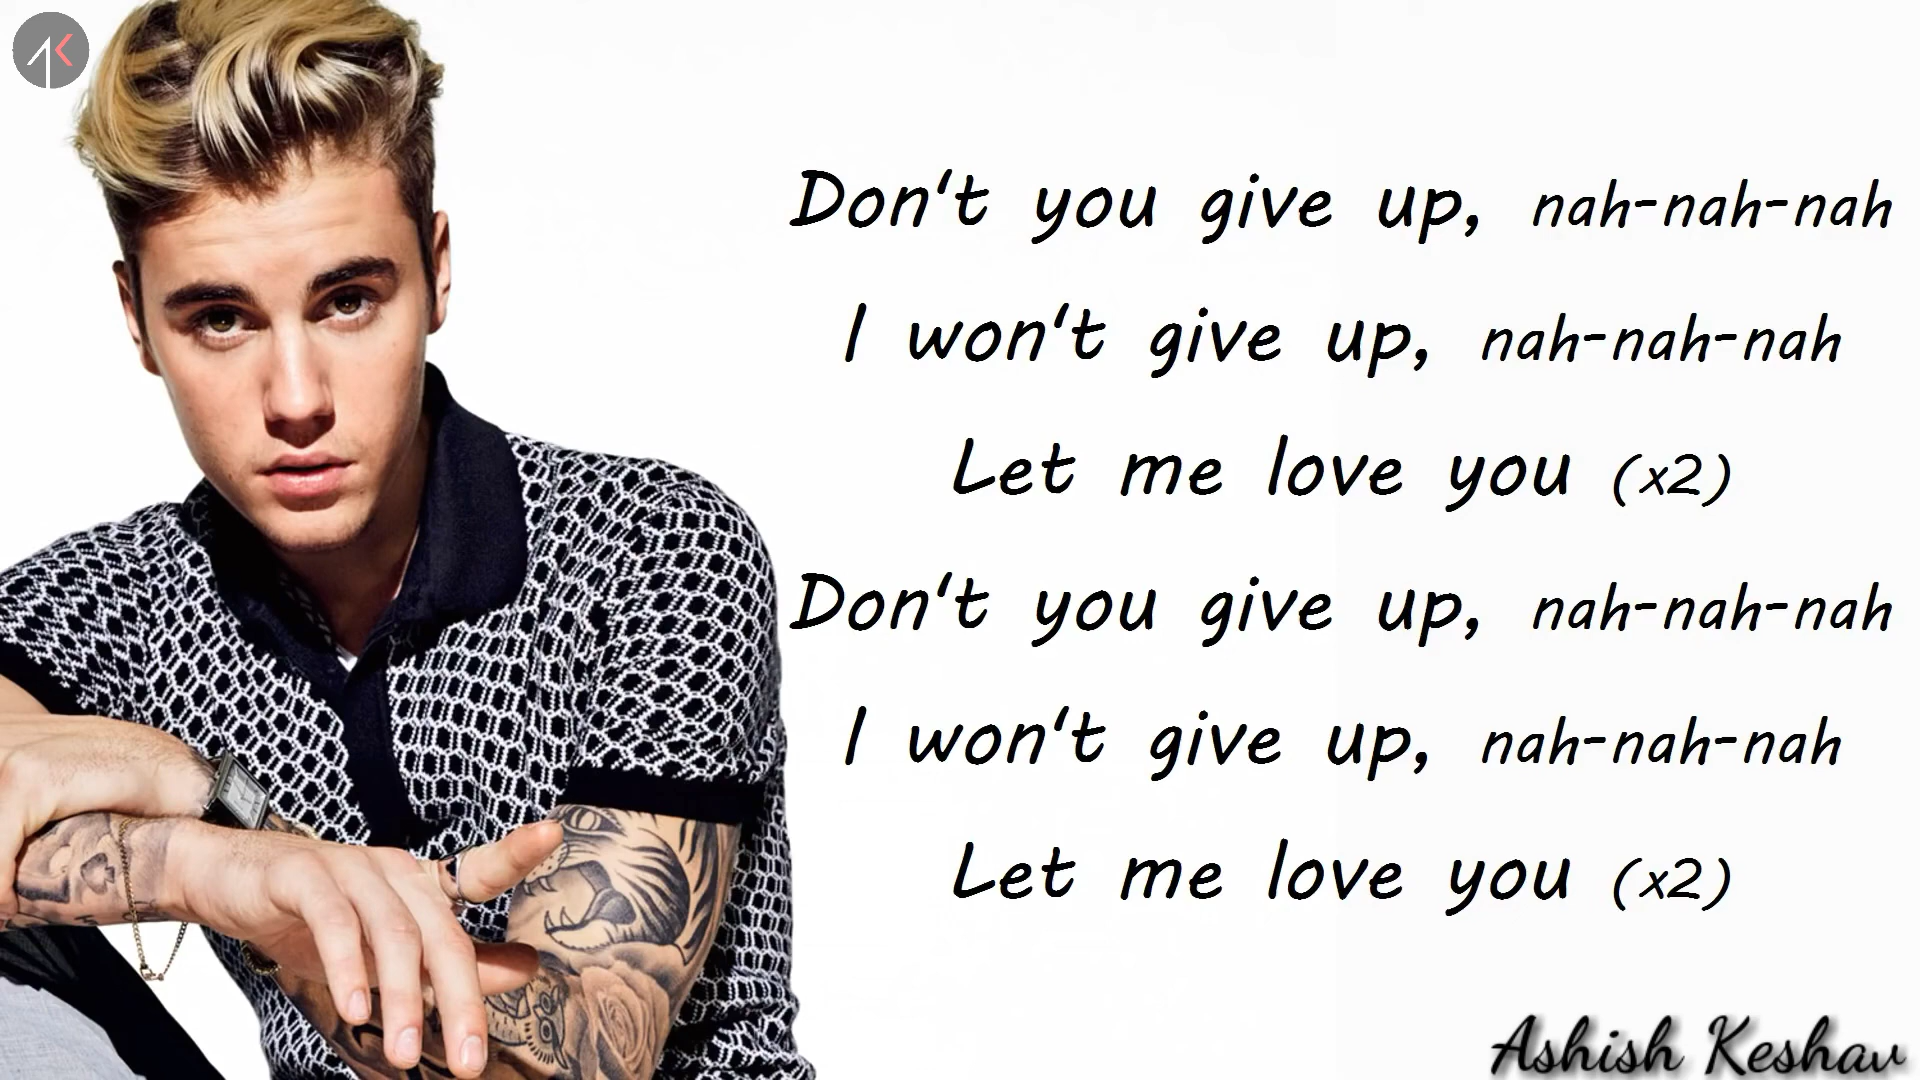 Don't you give up, nah-nah-nah
I won't give up, nah-nah-nah
Let me love you (x2)
Don't you give up, nah-nah-nah
I won't give up, nah-nah-nah
Let me love you (x2)
Ashish Keshav